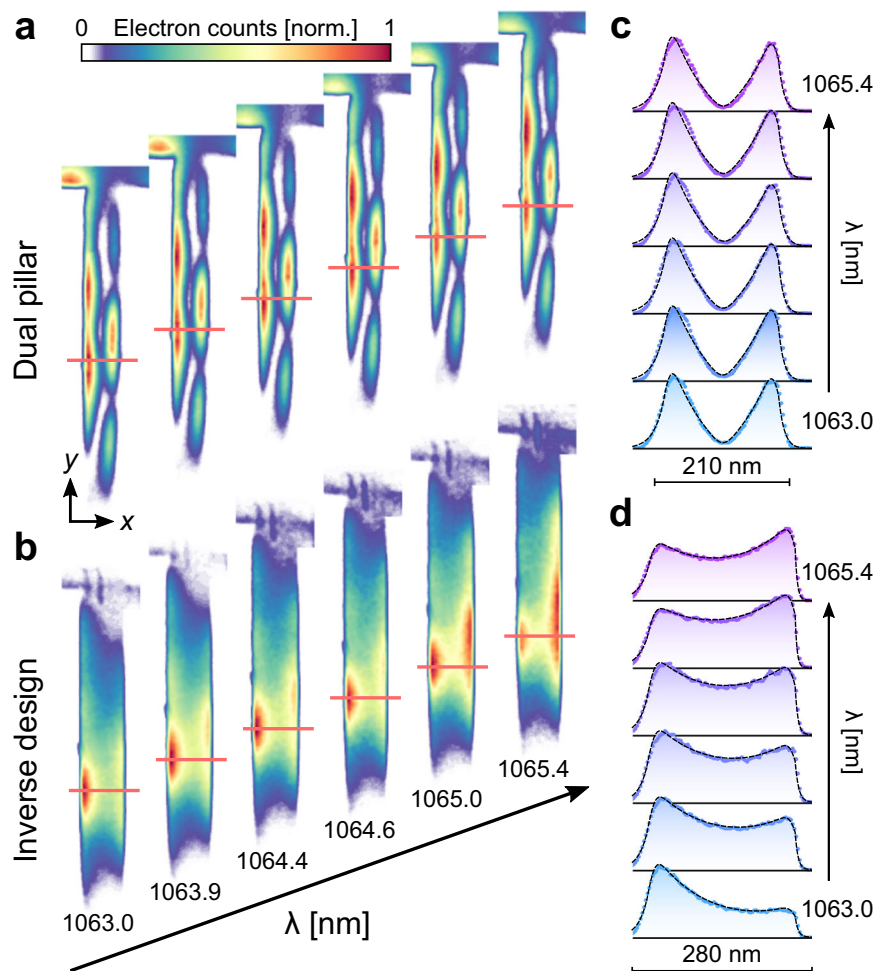 a
0 Electron counts [norm.] 1
Dual pillar
y
x
b
Inverse design
1063.0
1063.9
1064.4
1064.6
1065.0
1065.4
λ [nm]
c
1065.4
λ [nm]
1063.0
210 nm
d
1065.4
λ [nm]
1063.0
280 nm